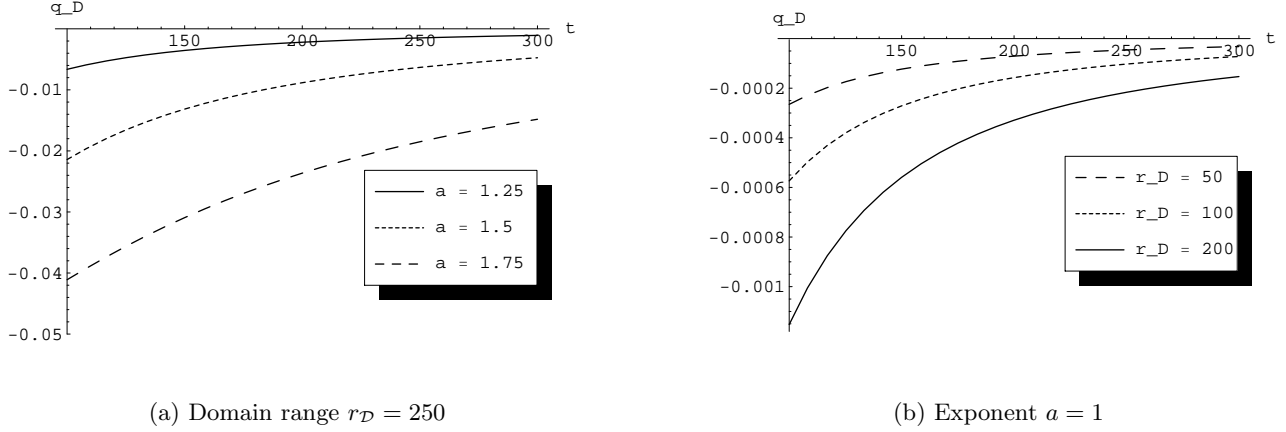 q_D
150 200 250 300 t
-0.01
-0.02
-0.03
-0.04
-0.05
a = 1.25
a = 1.5
a = 1.75
(a) Domain range r_D = 250
q_D
150 200 250 300 t
-0.0002
-0.0004
-0.0006
-0.0008
-0.001
r_D = 50
r_D = 100
r_D = 200
(b) Exponent a = 1